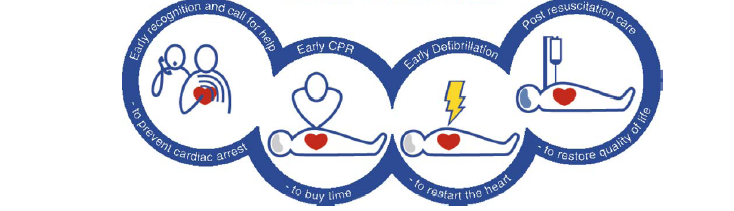 Early recognition and call for help
- to prevent cardiac arrest
Early CPR
- to buy time
Early Defibrillation
- to restart the heart
Post resuscitation care
- to restore quality of life